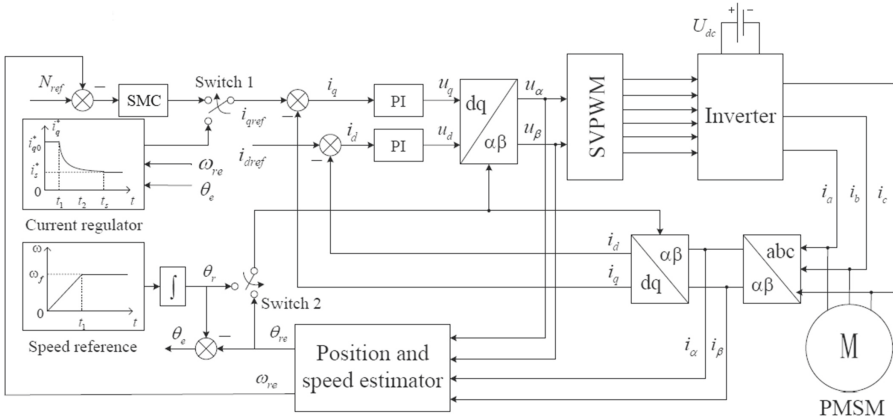 U_dc
+ −
N_ref
−
SMC
Switch 1
i_qref
−
i_q
PI
u_q
dq
αβ
u_α
u_β
SVPWM
Inverter
i_q^*
i_q0^*
i_s^*
0
0
t_1
t_2
t_s
t
ω_re
θ_e
Current regulator
i_dref
−
i_d
PI
u_d
i_a
i_b
i_c
i_d
i_q
αβ
dq
abc
αβ
ω
ω_f
0
t_1
t
Speed reference
∫
θ_r
Switch 2
θ_e
−
θ_re
ω_re
Position and
speed estimator
i_α
i_β
M
PMSM